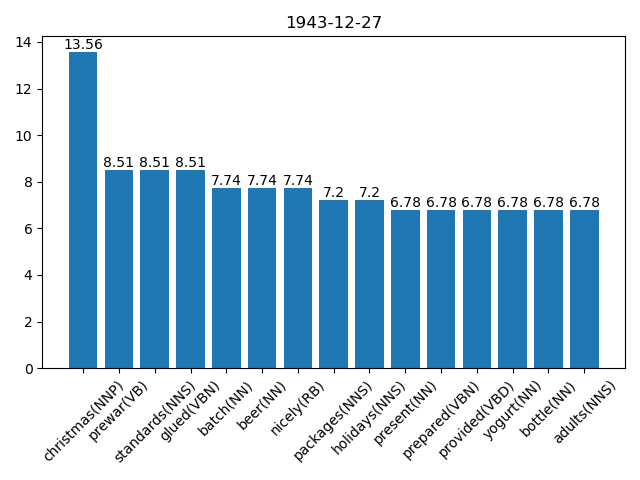 1943-12-27
14
12
10
8
6
4
2
0
13.56
8.51
8.51
8.51
7.74
7.74
7.74
7.2
7.2
6.78
6.78
6.78
6.78
6.78
6.78
christmas(NNP)
prewar(VB)
standards(NNS)
glued(VBN)
batch(NN)
beer(NN)
nicely(RB)
packages(NNS)
holidays(NNS)
present(NN)
prepared(VBN)
provided(VBD)
yogurt(NN)
bottle(NN)
adults(NNS)